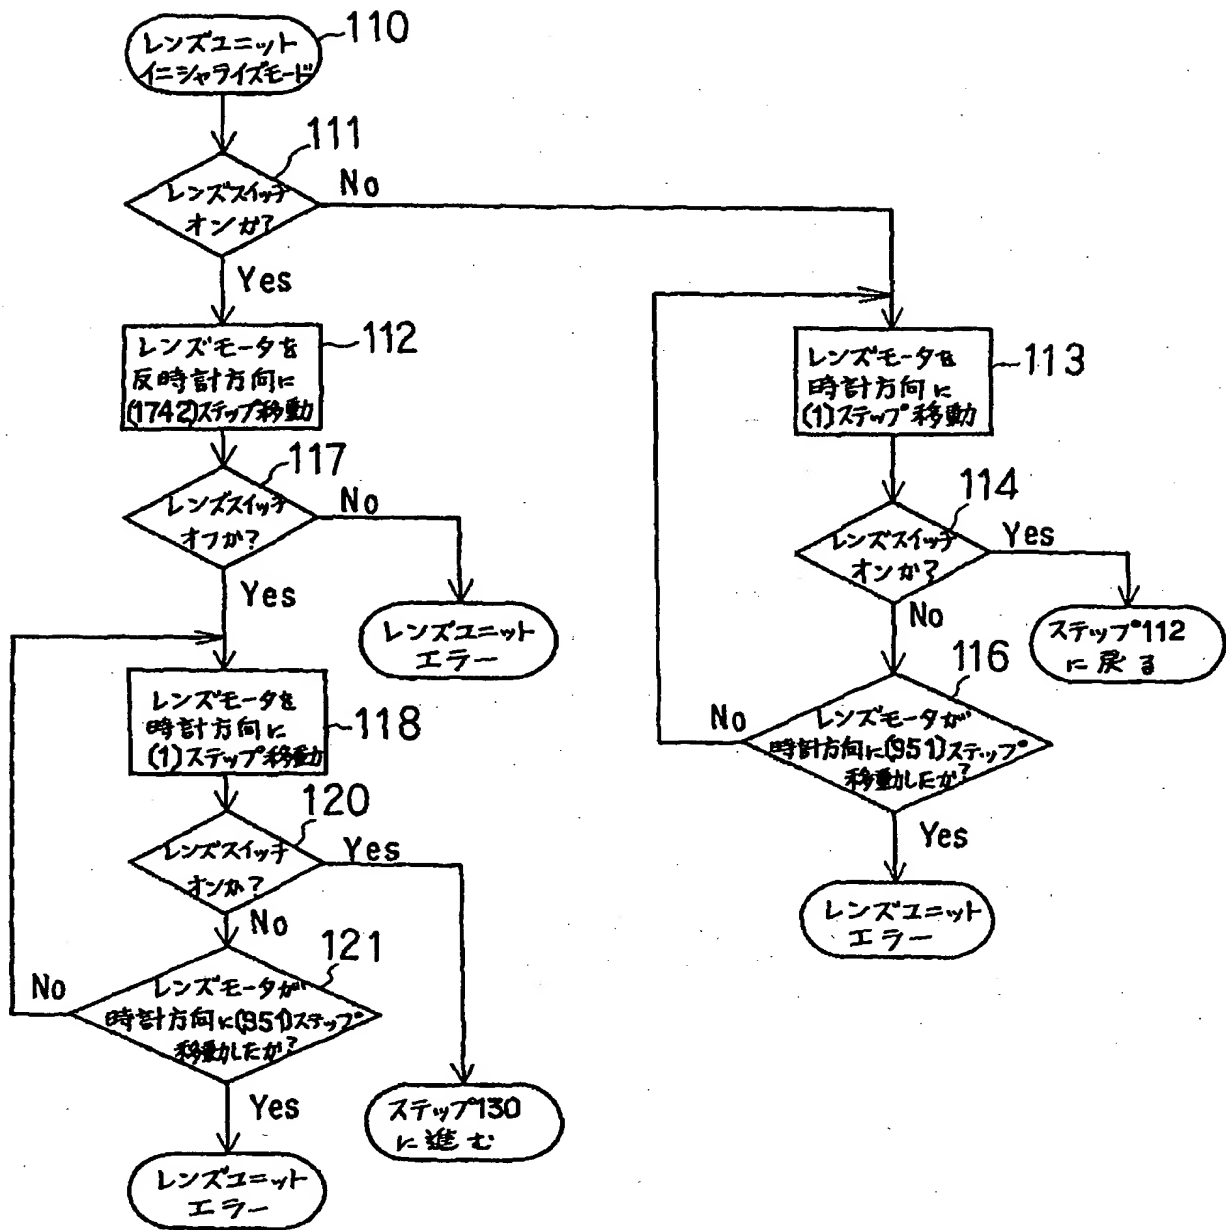 レンズユニット
イニシャライズモード
110
111
レンズスイッチ
オンか?
No
Yes
レンズモータを
反時計方向に
(1742)ステップ移動
112
117
レンズスイッチ
オフか?
No
Yes
レンズユニット
エラー
レンズモータを
時計方向に
(1)ステップ移動
118
120
レンズスイッチ
オンか?
Yes
No
121
レンズモータが
時計方向に(951)ステップ
移動したか?
No
Yes
ステップ130
に進む
レンズユニット
エラー
レンズモータを
時計方向に
(1)ステップ移動
113
114
レンズスイッチ
オンか?
Yes
No
ステップ112
に戻る
116
レンズモータが
時計方向に(951)ステップ
移動したか?
No
Yes
レンズユニット
エラー